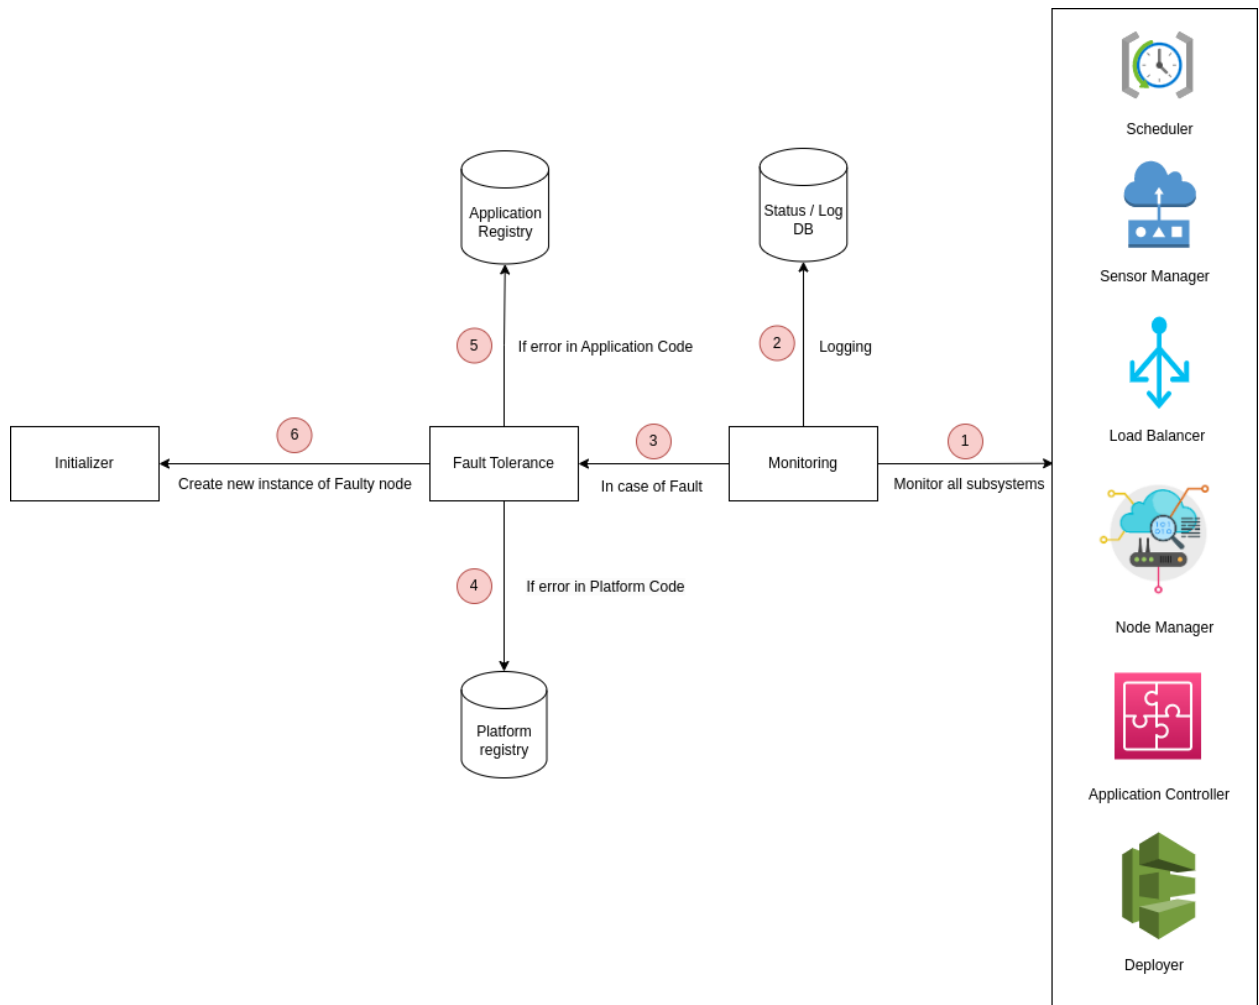 Scheduler
Sensor Manager
Load Balancer
Node Manager
Application Controller
Deployer
Application
Registry
Status / Log
DB
5
If error in Application Code
2
Logging
6
3
1
Initializer
Fault Tolerance
Monitoring
Create new instance of Faulty node
In case of Fault
Monitor all subsystems
4
If error in Platform Code
Platform
registry
101
010